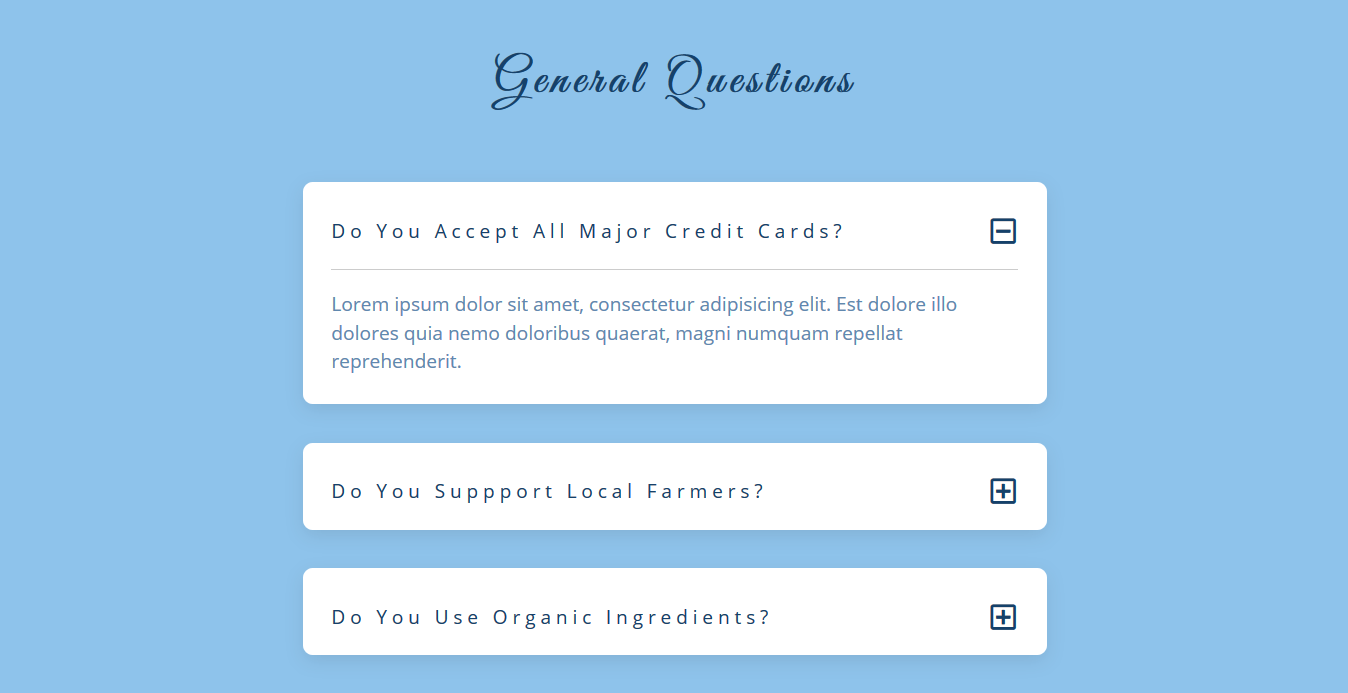 General Questions
Do You Accept All Major Credit Cards?
Lorem ipsum dolor sit amet, consectetur adipisicing elit. Est dolore illo
dolores quia nemo doloribus quaerat, magni numquam repellat
reprehenderit.
Do You Suppport Local Farmers?
Do You Use Organic Ingredients?